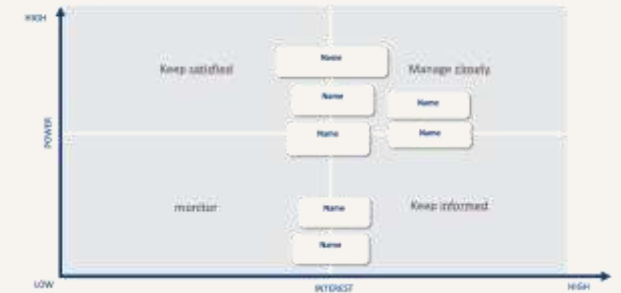 HIGH
Keep satisfied
Name
Manage closely
Name
Name
POWER
Name
Name
monitor
Name
Keep informed
Name
LOW
INTEREST
HIGH